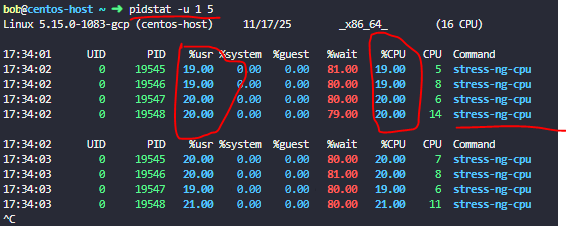 bob@centos-host ~ ➜ pidstat -u 1 5
Linux 5.15.0-1083-gcp (centos-host) 11/17/25 _x86_64_ (16 CPU)
17:34:01 UID PID %usr %system %guest %wait %CPU CPU Command
17:34:02 0 19545 19.00 0.00 0.00 81.00 19.00 5 stress-ng-cpu
17:34:02 0 19546 19.00 0.00 0.00 80.00 19.00 8 stress-ng-cpu
17:34:02 0 19547 20.00 0.00 0.00 80.00 20.00 6 stress-ng-cpu
17:34:02 0 19548 20.00 0.00 0.00 79.00 20.00 14 stress-ng-cpu
17:34:02 UID PID %usr %system %guest %wait %CPU CPU Command
17:34:03 0 19545 20.00 0.00 0.00 80.00 20.00 7 stress-ng-cpu
17:34:03 0 19546 20.00 0.00 0.00 81.00 20.00 8 stress-ng-cpu
17:34:03 0 19547 19.00 0.00 0.00 80.00 19.00 6 stress-ng-cpu
17:34:03 0 19548 21.00 0.00 0.00 80.00 21.00 11 stress-ng-cpu
^C